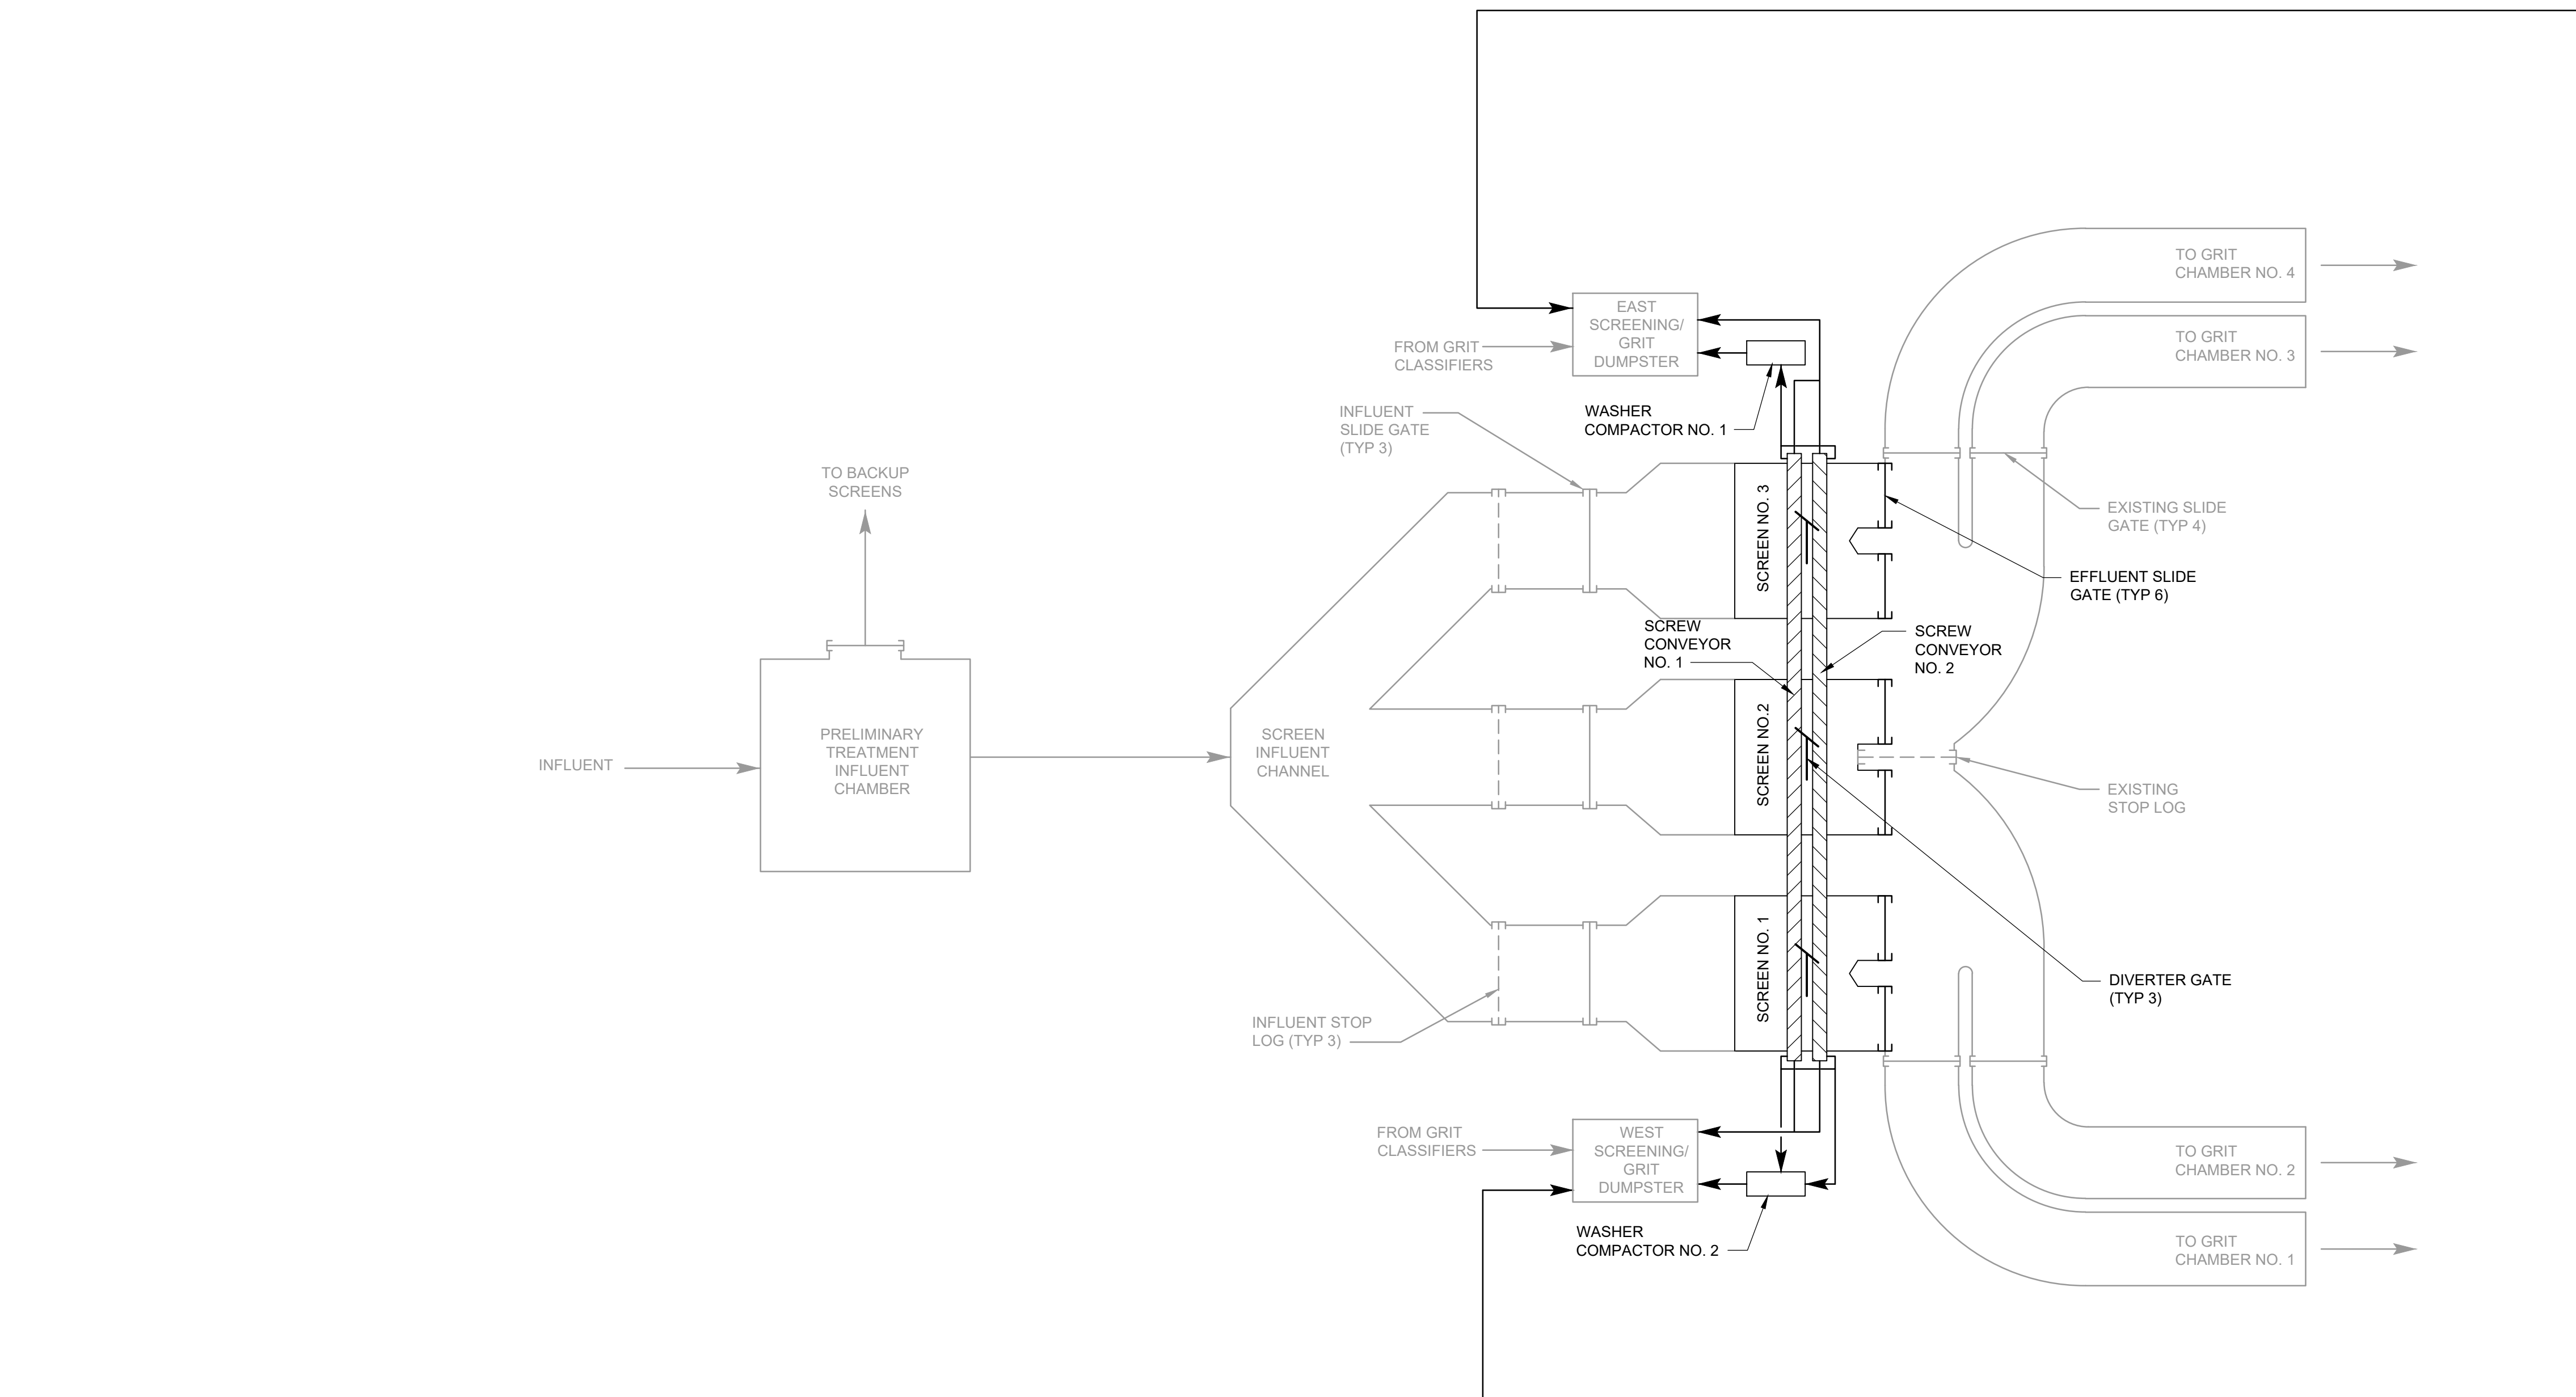 TO GRIT
CHAMBER NO. 4
EAST
SCREENING/
GRIT
DUMPSTER
FROM GRIT
CLASSIFIERS
TO GRIT
CHAMBER NO. 3
INFLUENT
SLIDE GATE
(TYP 3)
WASHER
COMPACTOR NO. 1
TO BACKUP
SCREENS
SCREEN NO. 3
EXISTING SLIDE
GATE (TYP 4)
EFFLUENT SLIDE
GATE (TYP 6)
SCREW
CONVEYOR
NO. 1
SCREW
CONVEYOR
NO. 2
INFLUENT
PRELIMINARY
TREATMENT
INFLUENT
CHAMBER
SCREEN
INFLUENT
CHANNEL
SCREEN NO.2
EXISTING
STOP LOG
SCREEN NO. 1
DIVERTER GATE
(TYP 3)
INFLUENT STOP
LOG (TYP 3)
FROM GRIT
CLASSIFIERS
WEST
SCREENING/
GRIT
DUMPSTER
TO GRIT
CHAMBER NO. 2
WASHER
COMPACTOR NO. 2
TO GRIT
CHAMBER NO. 1